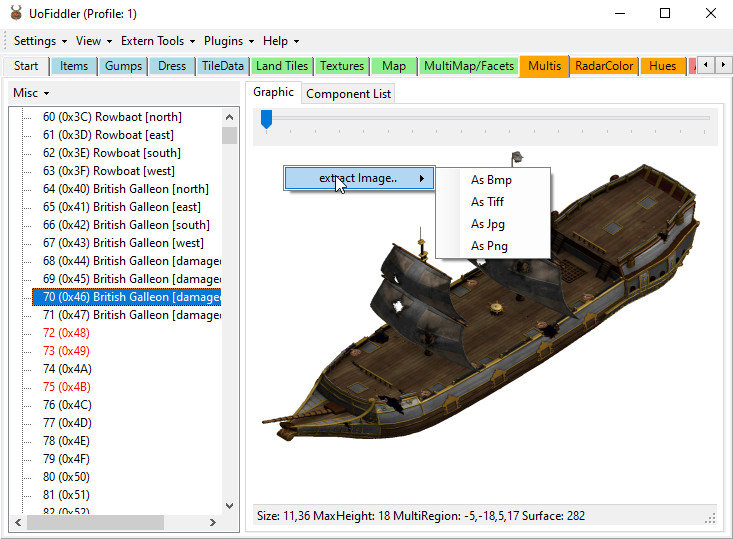 UoFiddler (Profile: 1)
Settings View Extern Tools Plugins Help
Start Items Gumps Dress TileData Land Tiles Textures Map MultiMap/Facets Multis RadarColor Hues
Misc
60 (0x3C) Rowbaot [north]
61 (0x3D) Rowboat [east]
62 (0x3E) Rowboat [south]
63 (0x3F) Rowboat [west]
64 (0x40) British Galleon [north]
65 (0x41) British Galleon [east]
66 (0x42) British Galleon [south]
67 (0x43) British Galleon [west]
68 (0x44) British Galleon [damaged
69 (0x45) British Galleon [damaged
70 (0x46) British Galleon [damaged
71 (0x47) British Galleon [damaged
72 (0x48)
73 (0x49)
74 (0x4A)
75 (0x4B)
76 (0x4C)
77 (0x4D)
78 (0x4E)
79 (0x4F)
80 (0x50)
81 (0x51)
82 (0x52)
Graphic Component List
extract Image..
As Bmp
As Tiff
As Jpg
As Png
Size: 11,36 MaxHeight: 18 MultiRegion: -5,-18,5,17 Surface: 282